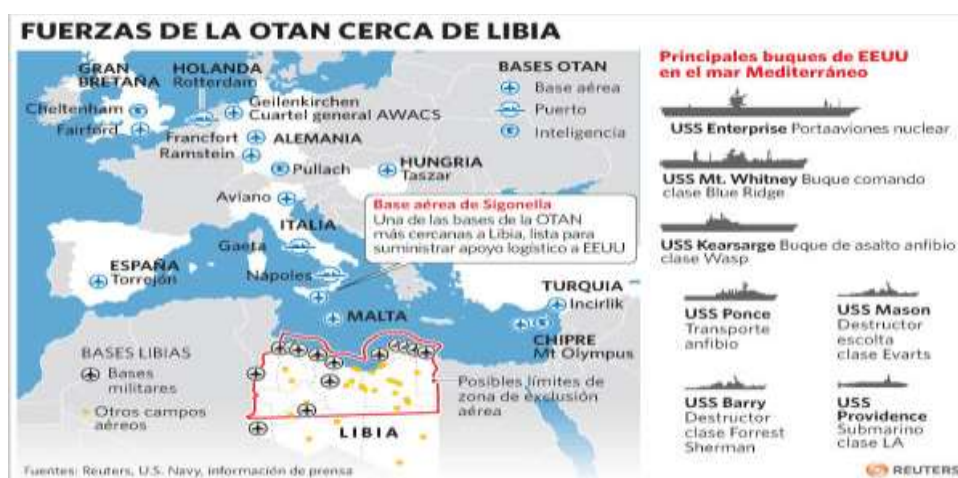 FUERZAS DE LA OTAN CERCA DE LIBIA
GRAN
BRETAÑA
Cheltenham
Fairford
HOLANDA
Rotterdam
Geilenkirchen
Cuartel general AWACS
Francfort
ALEMANIA
Ramstein
Pullach
HUNGRIA
Taszar
Aviano
ITALIA
Gaeta
Nápoles
ESPAÑA
Torrejón
MALTA
TURQUIA
Incirlik
CHIPRE
Mt Olympus
BASES OTAN
Base aérea
Puerto
Inteligencia
Base aérea de Sigonella
Una de las bases de la OTAN
más cercanas a Libia, lista para
suministrar apoyo logístico a EEUU
BASES LIBIAS
Bases
militares
Otros campos
aéreos
Posibles límites de
zona de exclusión
aérea
LIBIA
Fuentes: Reuters, U.S. Navy, información de prensa
Principales buques de EEUU
en el mar Mediterráneo
USS Enterprise Portaaviones nuclear
USS Mt. Whitney Buque comando
clase Blue Ridge
USS Kearsarge Buque de asalto anfibio
clase Wasp
USS Ponce
Transporte
anfibio
USS Mason
Destructor
escolta
clase Evarts
USS Barry
Destructor
clase Forrest
Sherman
USS
Providence
Submarino
clase LA
REUTERS